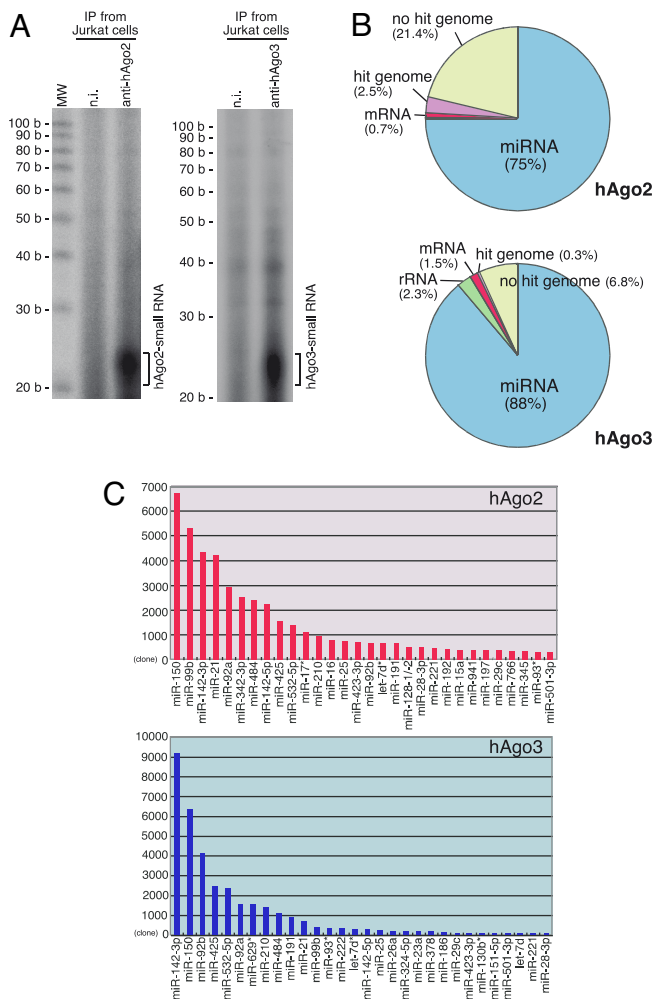 A
IP from
Jurkat cells
MW
n.i.
anti-hAgo2
100 b
90 b
80 b
70 b
60 b
50 b
40 b
30 b
20 b
hAgo2-small RNA
IP from
Jurkat cells
n.i.
anti-hAgo3
100 b
90 b
80 b
70 b
60 b
50 b
40 b
30 b
20 b
hAgo3-small RNA
B
no hit genome
(21.4%)
hit genome
(2.5%)
mRNA
(0.7%)
miRNA
(75%)
hAgo2
mRNA
(1.5%)
hit genome (0.3%)
rRNA
(2.3%)
no hit genome (6.8%)
miRNA
(88%)
hAgo3
C
hAgo2
7000
6000
5000
4000
3000
2000
1000
0
(clone)
miR-150
miR-99b
miR-142-3p
miR-21
miR-92a
miR-342-3p
miR-484
miR-142-5p
miR-425
miR-532-5p
miR-17*
miR-210
miR-16
miR-25
miR-423-3p
miR-92b
let-7d*
miR-191
miR-128-1/-2
miR-28-3p
miR-221
miR-192
miR-15a
miR-941
miR-197
miR-29c
miR-766
miR-345
miR-93*
miR-501-3p
hAgo3
10000
9000
8000
7000
6000
5000
4000
3000
2000
1000
0
(clone)
miR-142-3p
miR-150
miR-92b
miR-425
miR-532-5p
miR-92a
miR-629*
miR-210
miR-484
miR-191
miR-21
miR-99b
miR-93*
miR-222
let-7d*
miR-142-5p
miR-25
miR-26a
miR-324-5p
miR-23a
miR-378
miR-186
miR-29c
miR-423-3p
miR-130b*
miR-151-5p
miR-501-3p
let-7d
miR-221
miR-28-3p